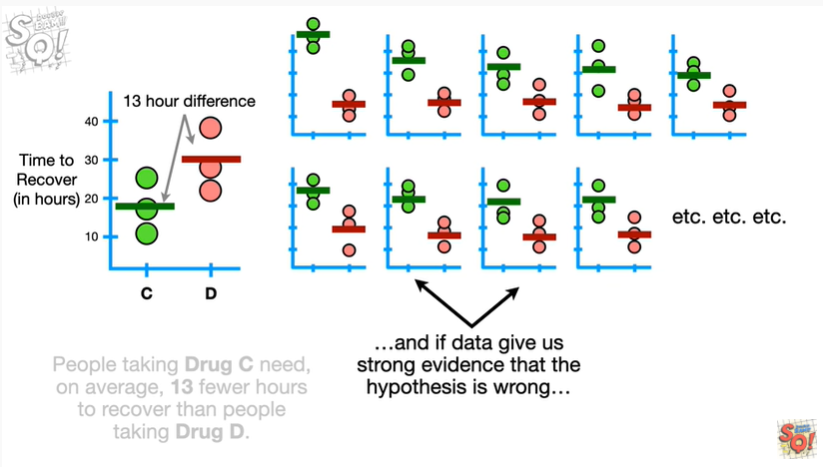 SQ!
13 hour difference
40
Time to
30
Recover
20
(in hours)
10
C
D
etc. etc. etc.
People taking Drug C need,
on average, 13 fewer hours
to recover than people
taking Drug D.
...and if data give us
strong evidence that the
hypothesis is wrong...
SQ!